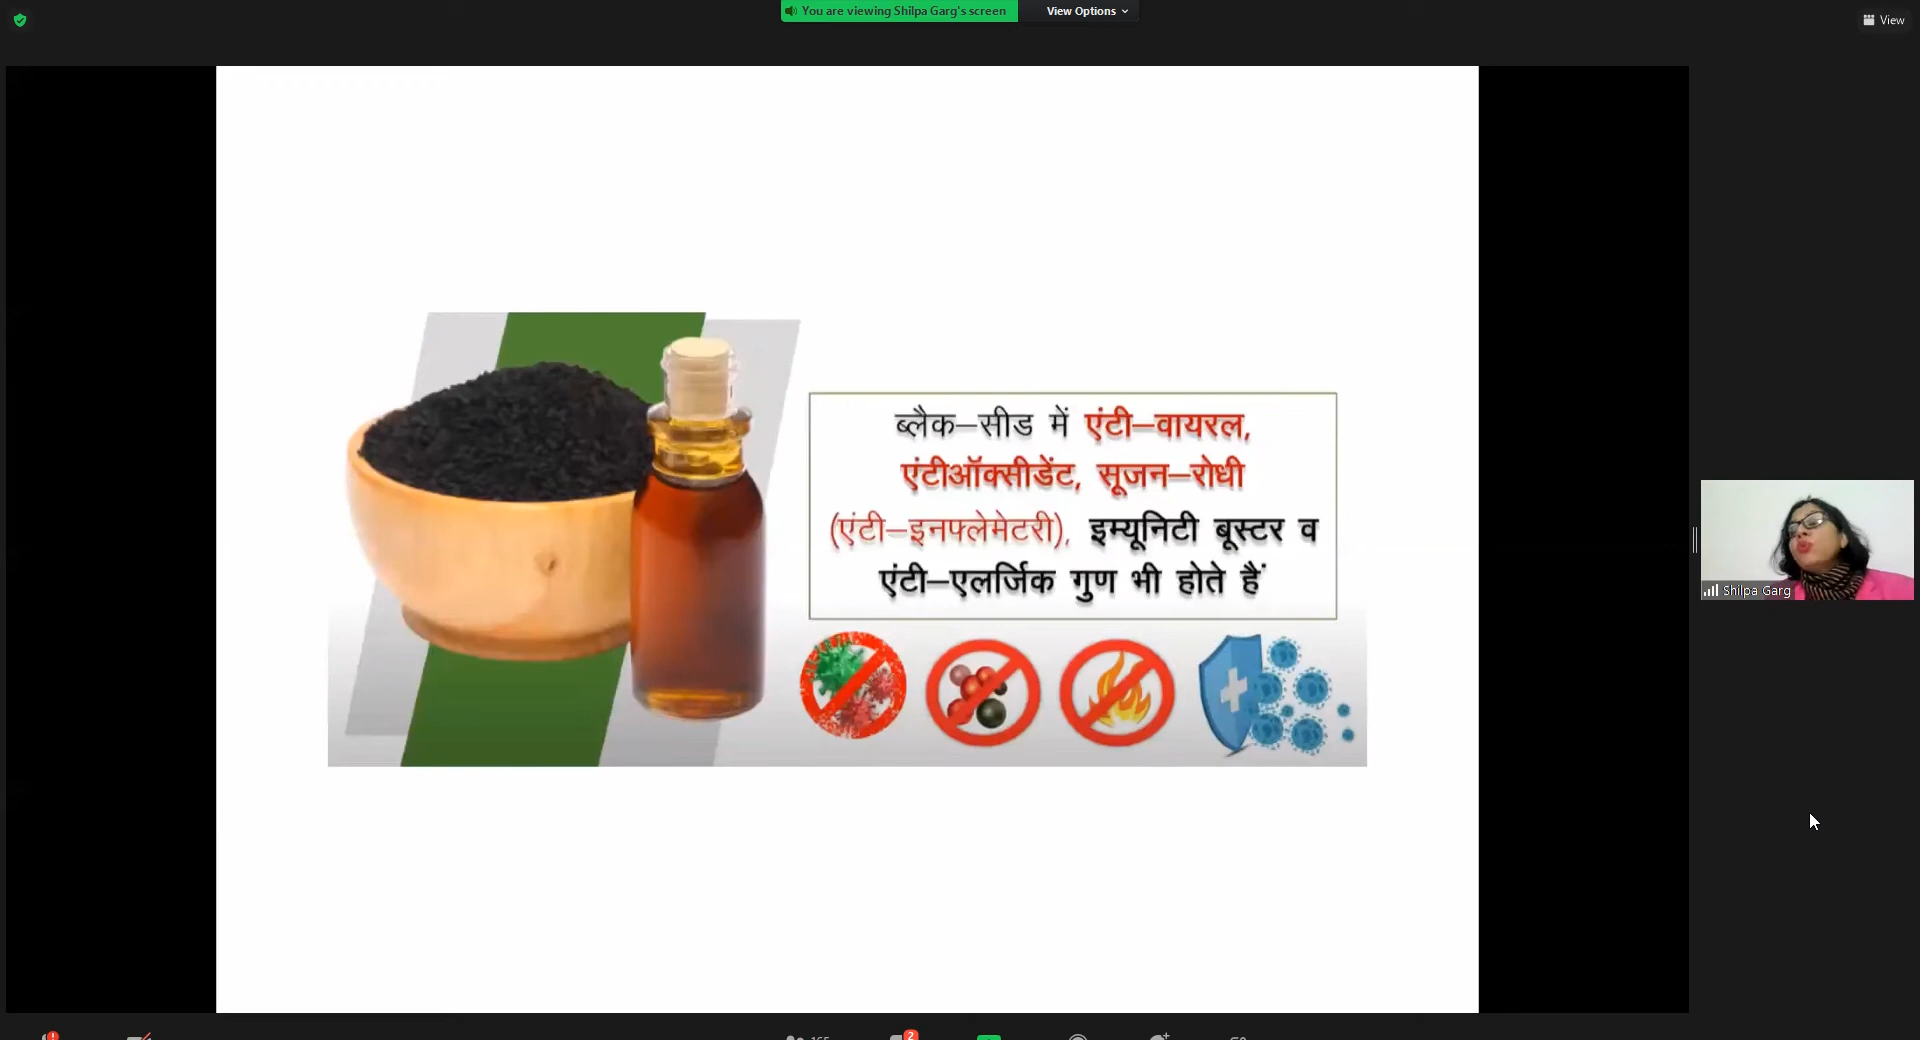 You are viewing Shilpa Garg's screen
View Options
View
ब्लैक–सीड में एंटी–वायरल,
एंटीऑक्सीडेंट, सूजन–रोधी
(एंटी–इनफ्लेमेटरी), इम्यूनिटी बूस्टर व
एंटी–एलर्जिक गुण भी होते हैं
Shilpa Garg
2